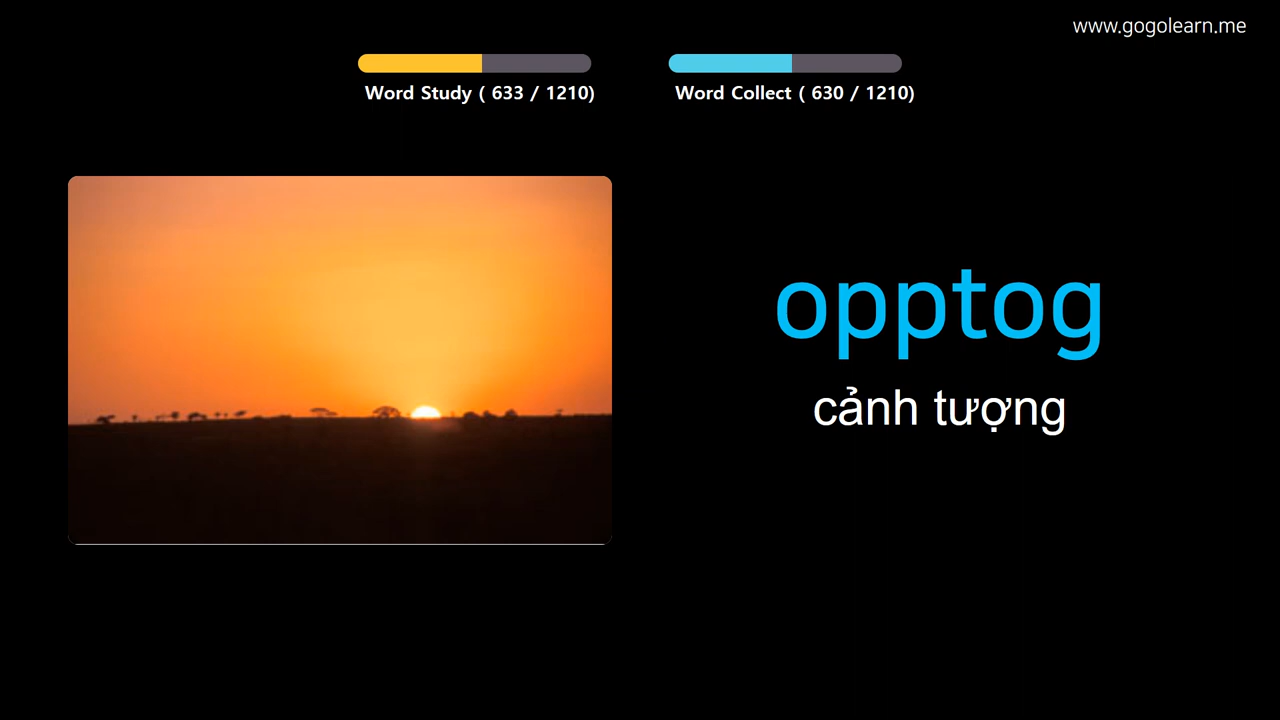 www.gogolearn.me
Word Study ( 633 / 1210)
Word Collect ( 630 / 1210)
opptog
cảnh tượng